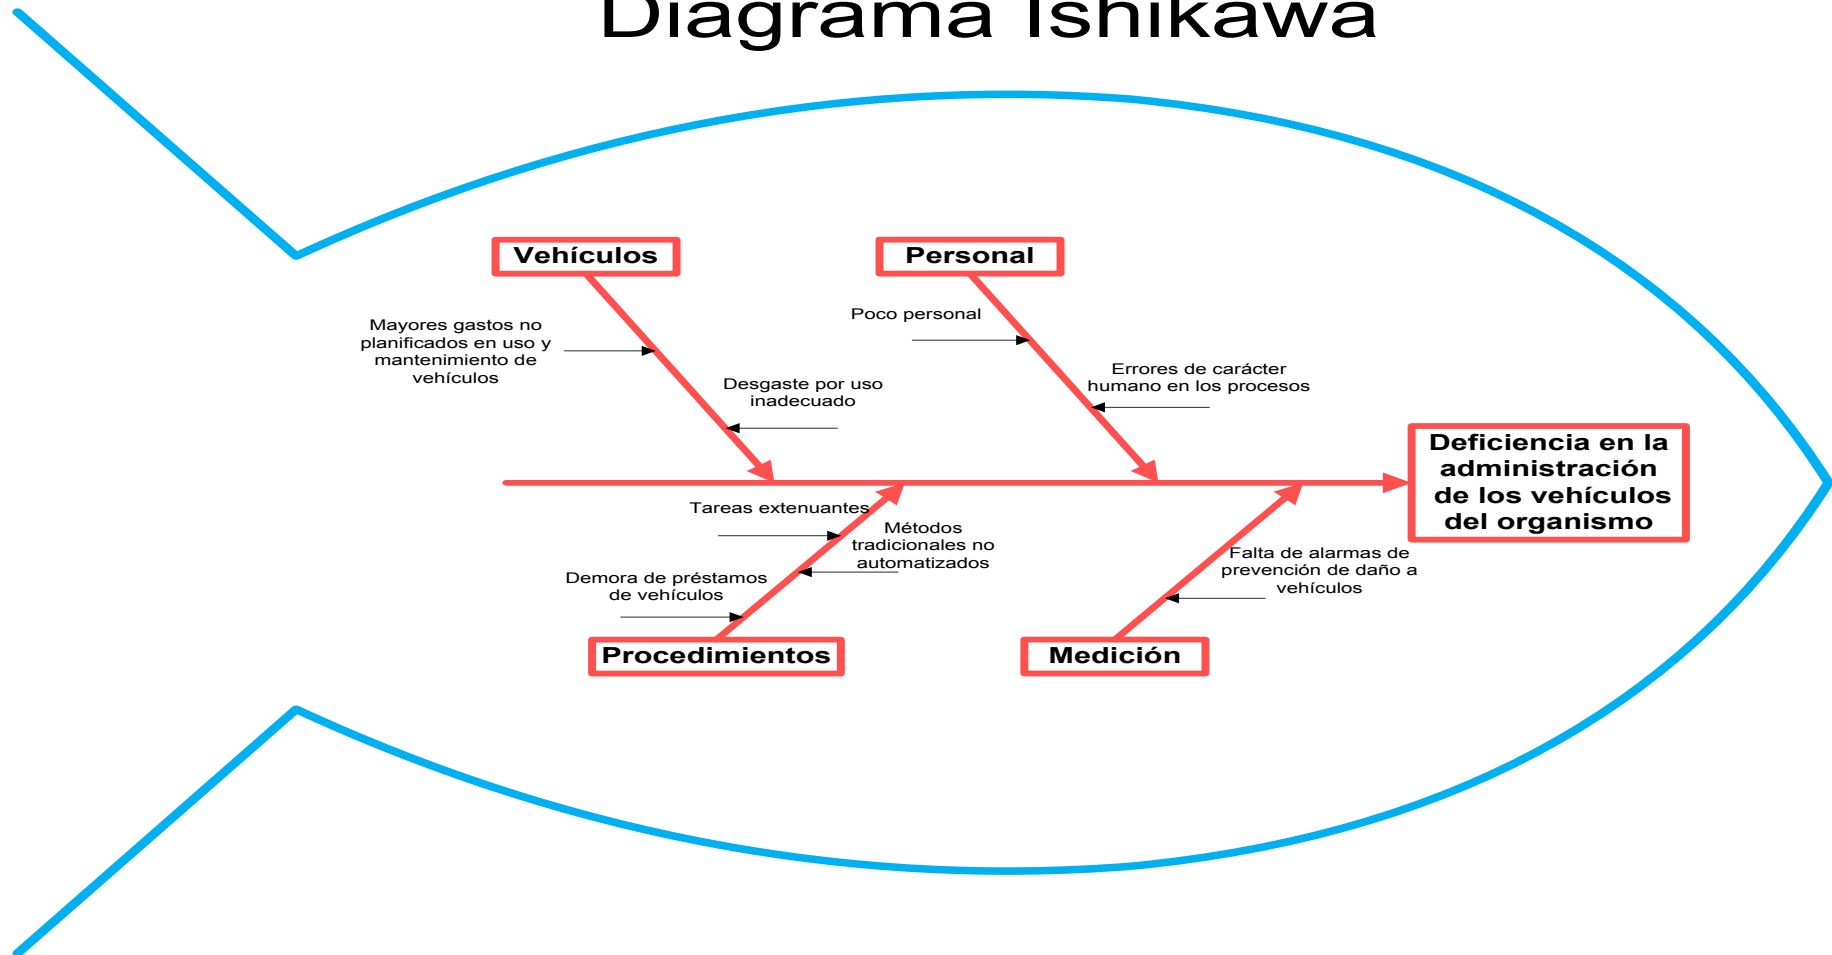 Diagrama Ishikawa
Vehículos
Personal
Mayores gastos no
planificados en uso y
mantenimiento de
vehículos
Desgaste por uso
inadecuado
Poco personal
Errores de carácter
humano en los procesos
Deficiencia en la
administración
de los vehículos
del organismo
Tareas extenuantes
Métodos
tradicionales no
automatizados
Demora de préstamos
de vehículos
Falta de alarmas de
prevención de daño a
vehículos
Procedimientos
Medición